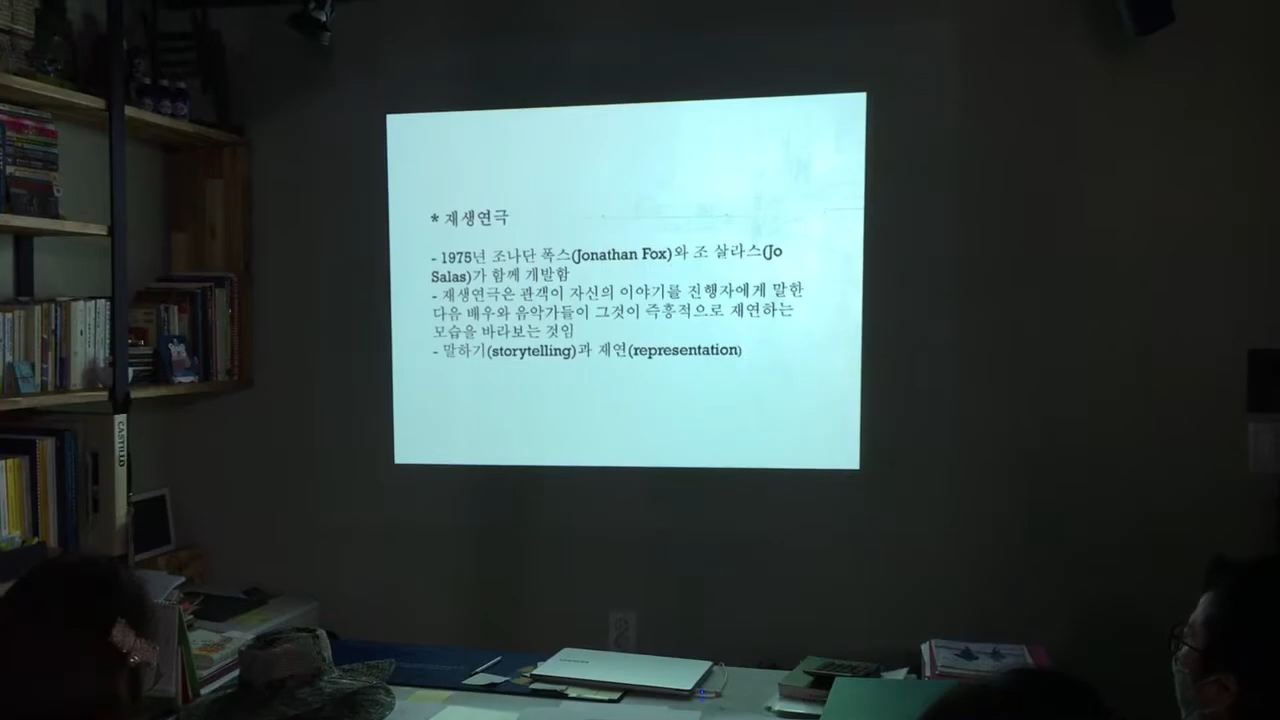 * 재생연극
- 1975년 조나단 폭스(Jonathan Fox)와 조 살라스(Jo
Salas)가 함께 개발함
- 재생연극은 관객이 자신의 이야기를 진행자에게 말한
다음 배우와 음악가들이 그것이 즉흥적으로 재연하는
모습을 바라보는 것임
- 말하기(storytelling)과 재연(representation)
CASTILLO